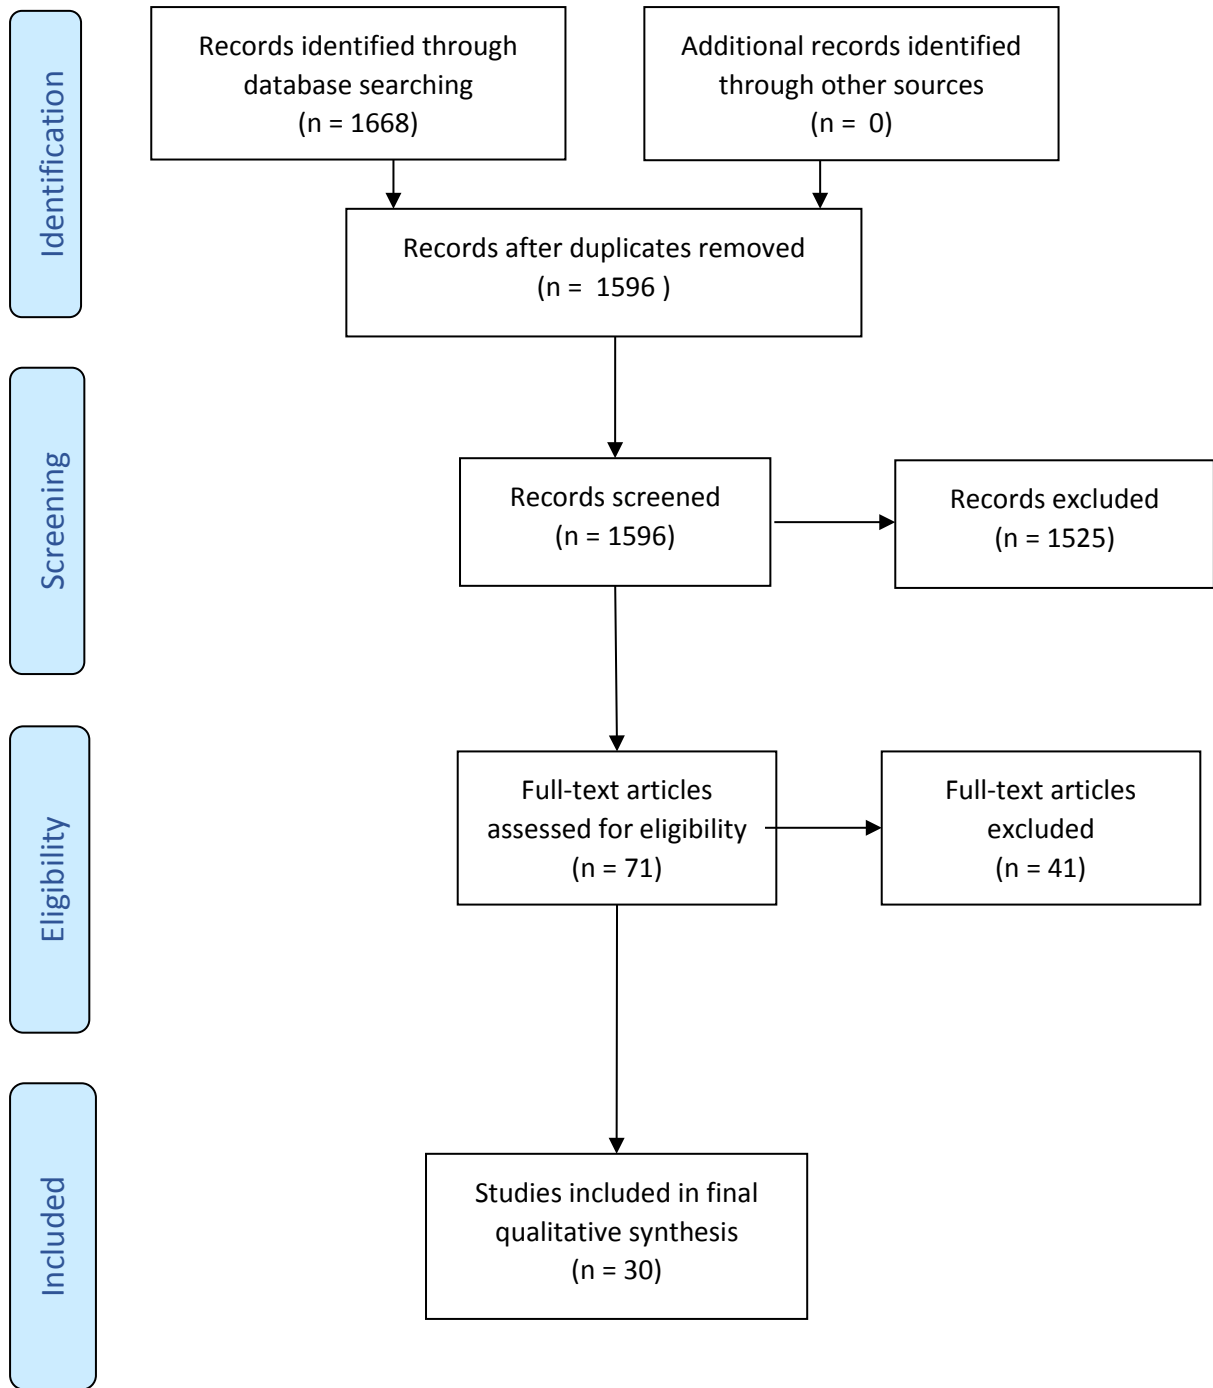 Identification
Records identified through
database searching
(n = 1668)
Additional records identified
through other sources
(n =  0)
Records after duplicates removed
(n =  1596 )
Screening
Records screened
(n = 1596)
Records excluded
(n = 1525)
Eligibility
Full-text articles
assessed for eligibility
(n = 71)
Full-text articles
excluded
(n = 41)
Included
Studies included in final
qualitative synthesis
(n = 30)